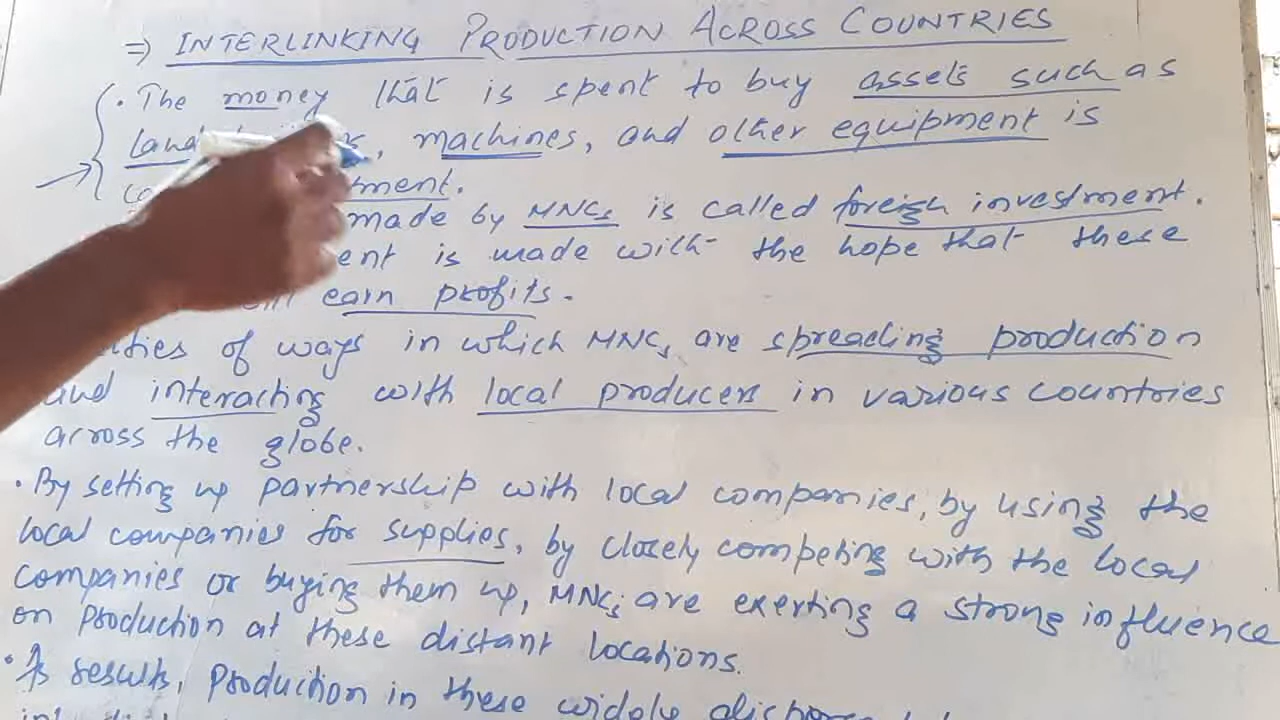 ⇒ INTERLINKING PRODUCTION ACROSS COUNTRIES
. The money that is spent to buy assets such as
land, machines, and other equipment is
made by MNCs is called foreign investment.
is made with the hope that these
earn profits.
of ways in which MNCs are spreading production
and interacting with local producers in various countries
across the globe.
. By setting up partnership with local companies, by using the
local companies for supplies, by closely competing with the local
companies or buying them up, MNCs are exerting a strong influence
on production at these distant locations.
. As results, production in these widely